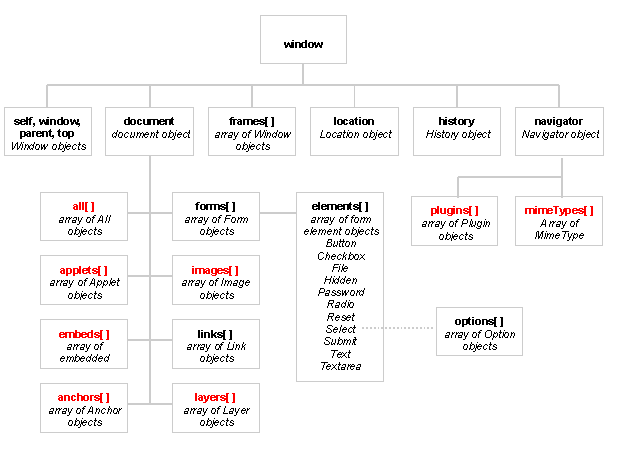 window
self, window,
parent, top
Window objects
document
document object
frames[ ]
array of Window
objects
location
Location object
history
History object
navigator
Navigator object
all[ ]
array of All
objects
forms[ ]
array of Form
objects
elements[ ]
array of form
element objects
Button
Checkbox
File
Hidden
Password
Radio
Reset
Select
Submit
Text
Textarea
plugins[ ]
array of Plugin
objects
mimeTypes[ ]
Array of
MimeType
applets[ ]
array of Applet
objects
images[ ]
array of Image
objects
embeds[ ]
array of
embedded
links[ ]
array of Link
objects
options[ ]
array of Option
objects
anchors[ ]
array of Anchor
objects
layers[ ]
array of Layer
objects